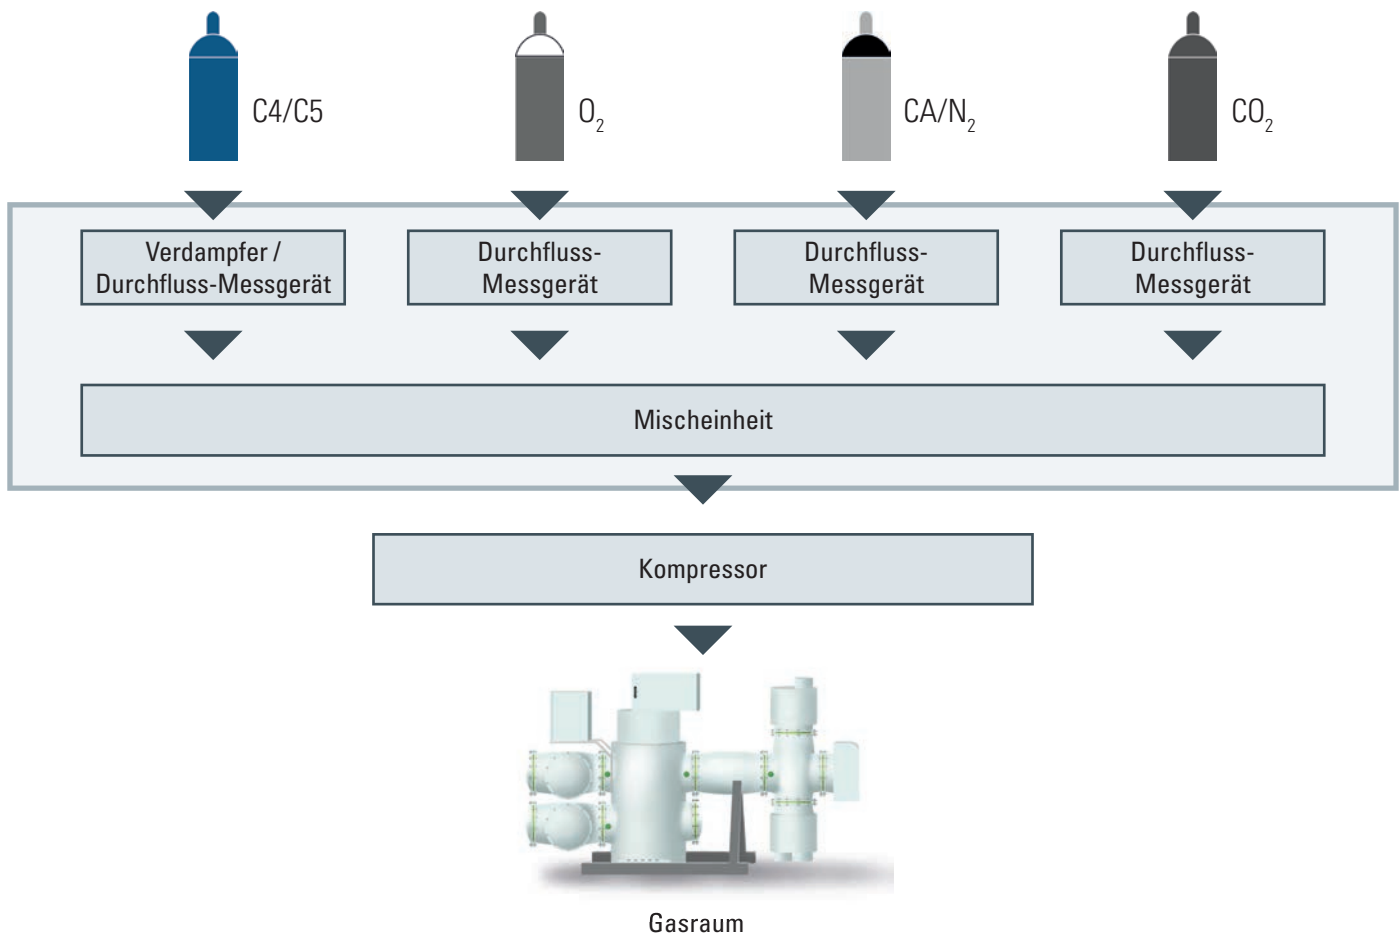 C4/C5
O₂
CA/N₂
CO₂
Verdampfer /
Durchfluss-Messgerät
Durchfluss-
Messgerät
Durchfluss-
Messgerät
Durchfluss-
Messgerät
Mischeinheit
Kompressor
Gasraum